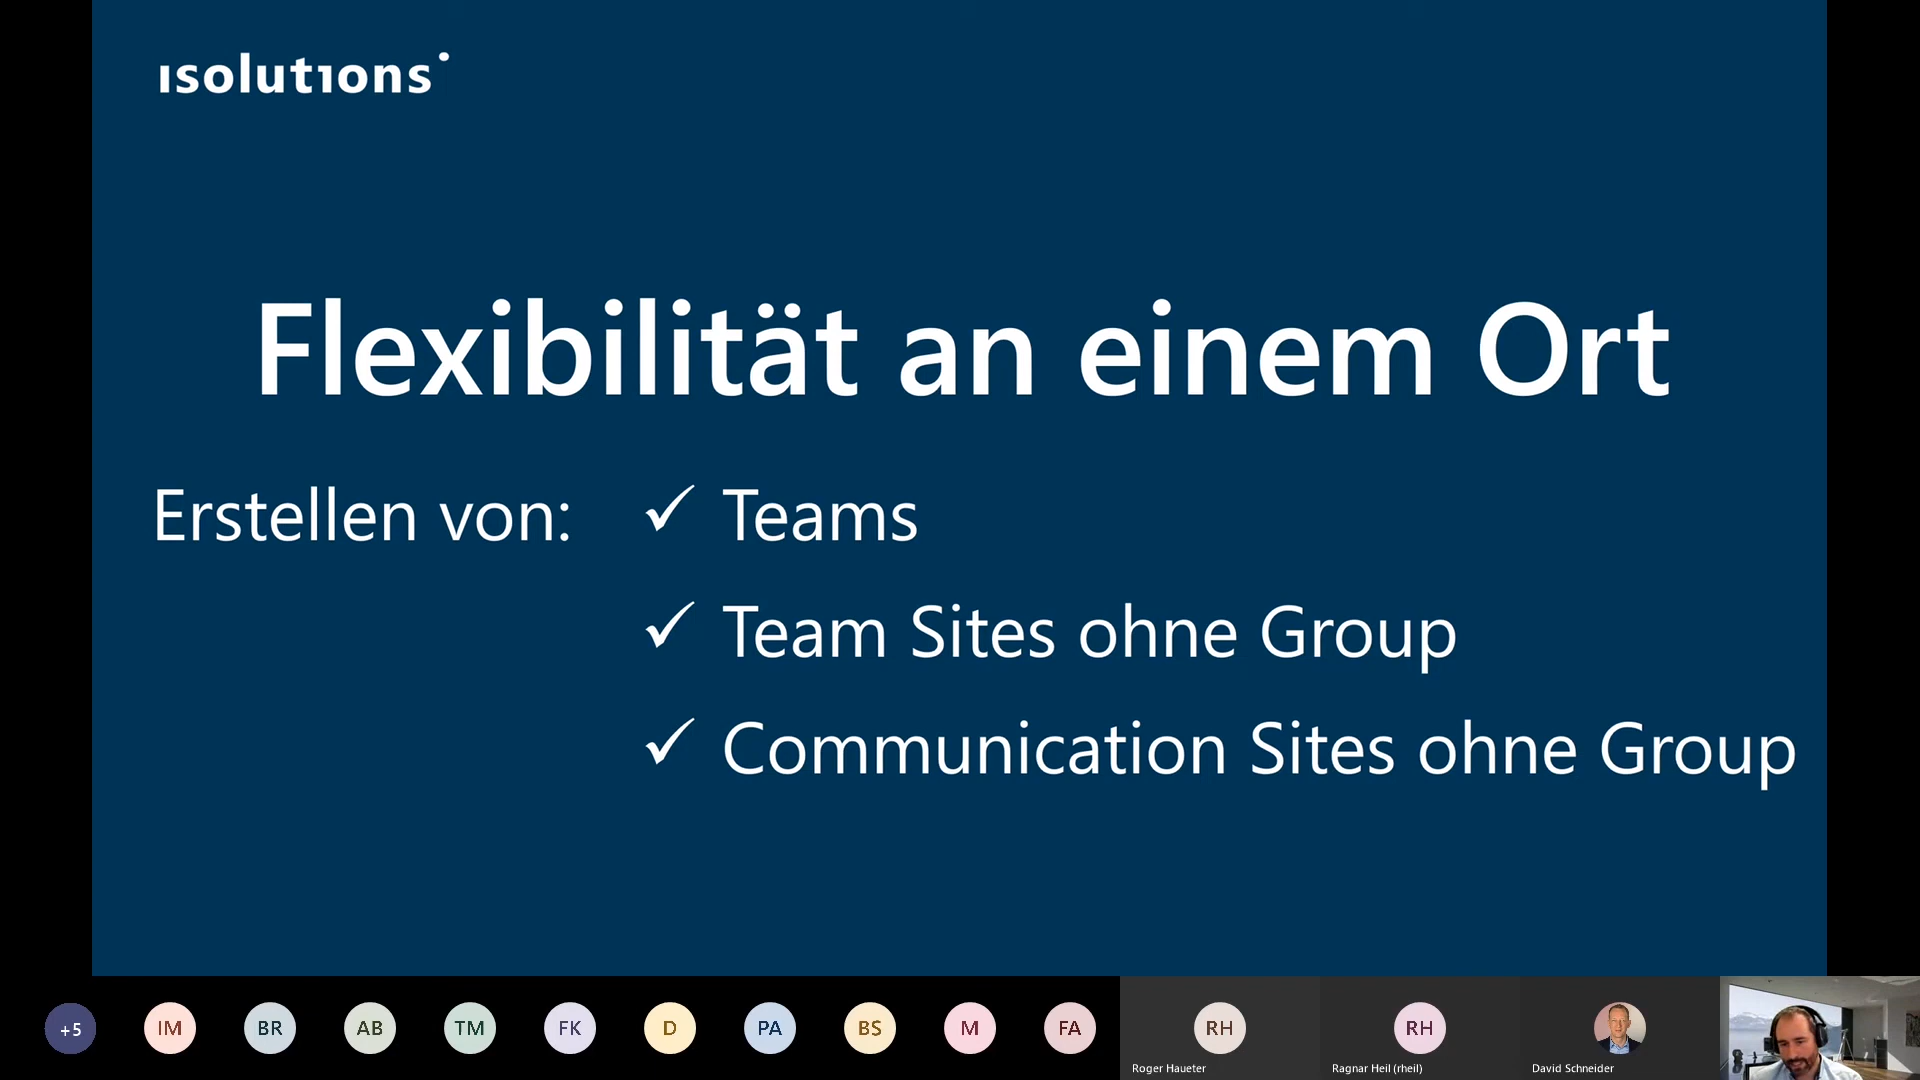 isolutions
Flexibilität an einem Ort
Erstellen von:
✓ Teams
✓ Team Sites ohne Group
✓ Communication Sites ohne Group
+5
IM
BR
AB
TM
FK
D
PA
BS
M
FA
RH
RH
Roger Haueter
Ragnar Heil (rheil)
David Schneider